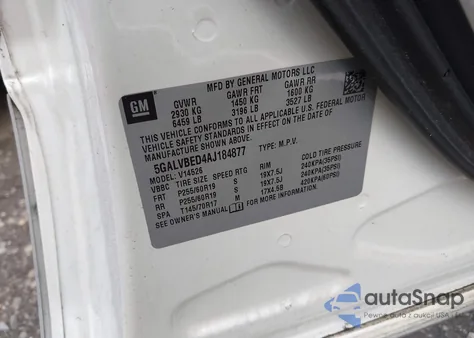 GM
MFD BY GENERAL MOTORS LLC
GVWR GAWR FRT GAWR RR
2930 KG 1450 KG 1600 KG
6459 LB 3196 LB 3527 LB
THIS VEHICLE CONFORMS TO ALL APPLICABLE U.S. FEDERAL MOTOR
VEHICLE SAFETY STANDARDS IN EFFECT ON THE DATE OF
MANUFACTURE SHOWN ABOVE.
5GALVBED4AJ184877 TYPE: M.P.V.
MODEL: V14526
VBBC TIRE SIZE SPEED RTG RIM COLD TIRE PRESSURE
FRT P255/60R19 S 19X7.5J 240KPA(35PSI)
RR P255/60R19 S 19X7.5J 240KPA(35PSI)
SPA T145/70R17 M 17X4.5B 420KPA(60PSI)
SEE OWNER MANUAL FOR MORE INFORMATION.
autoSnap